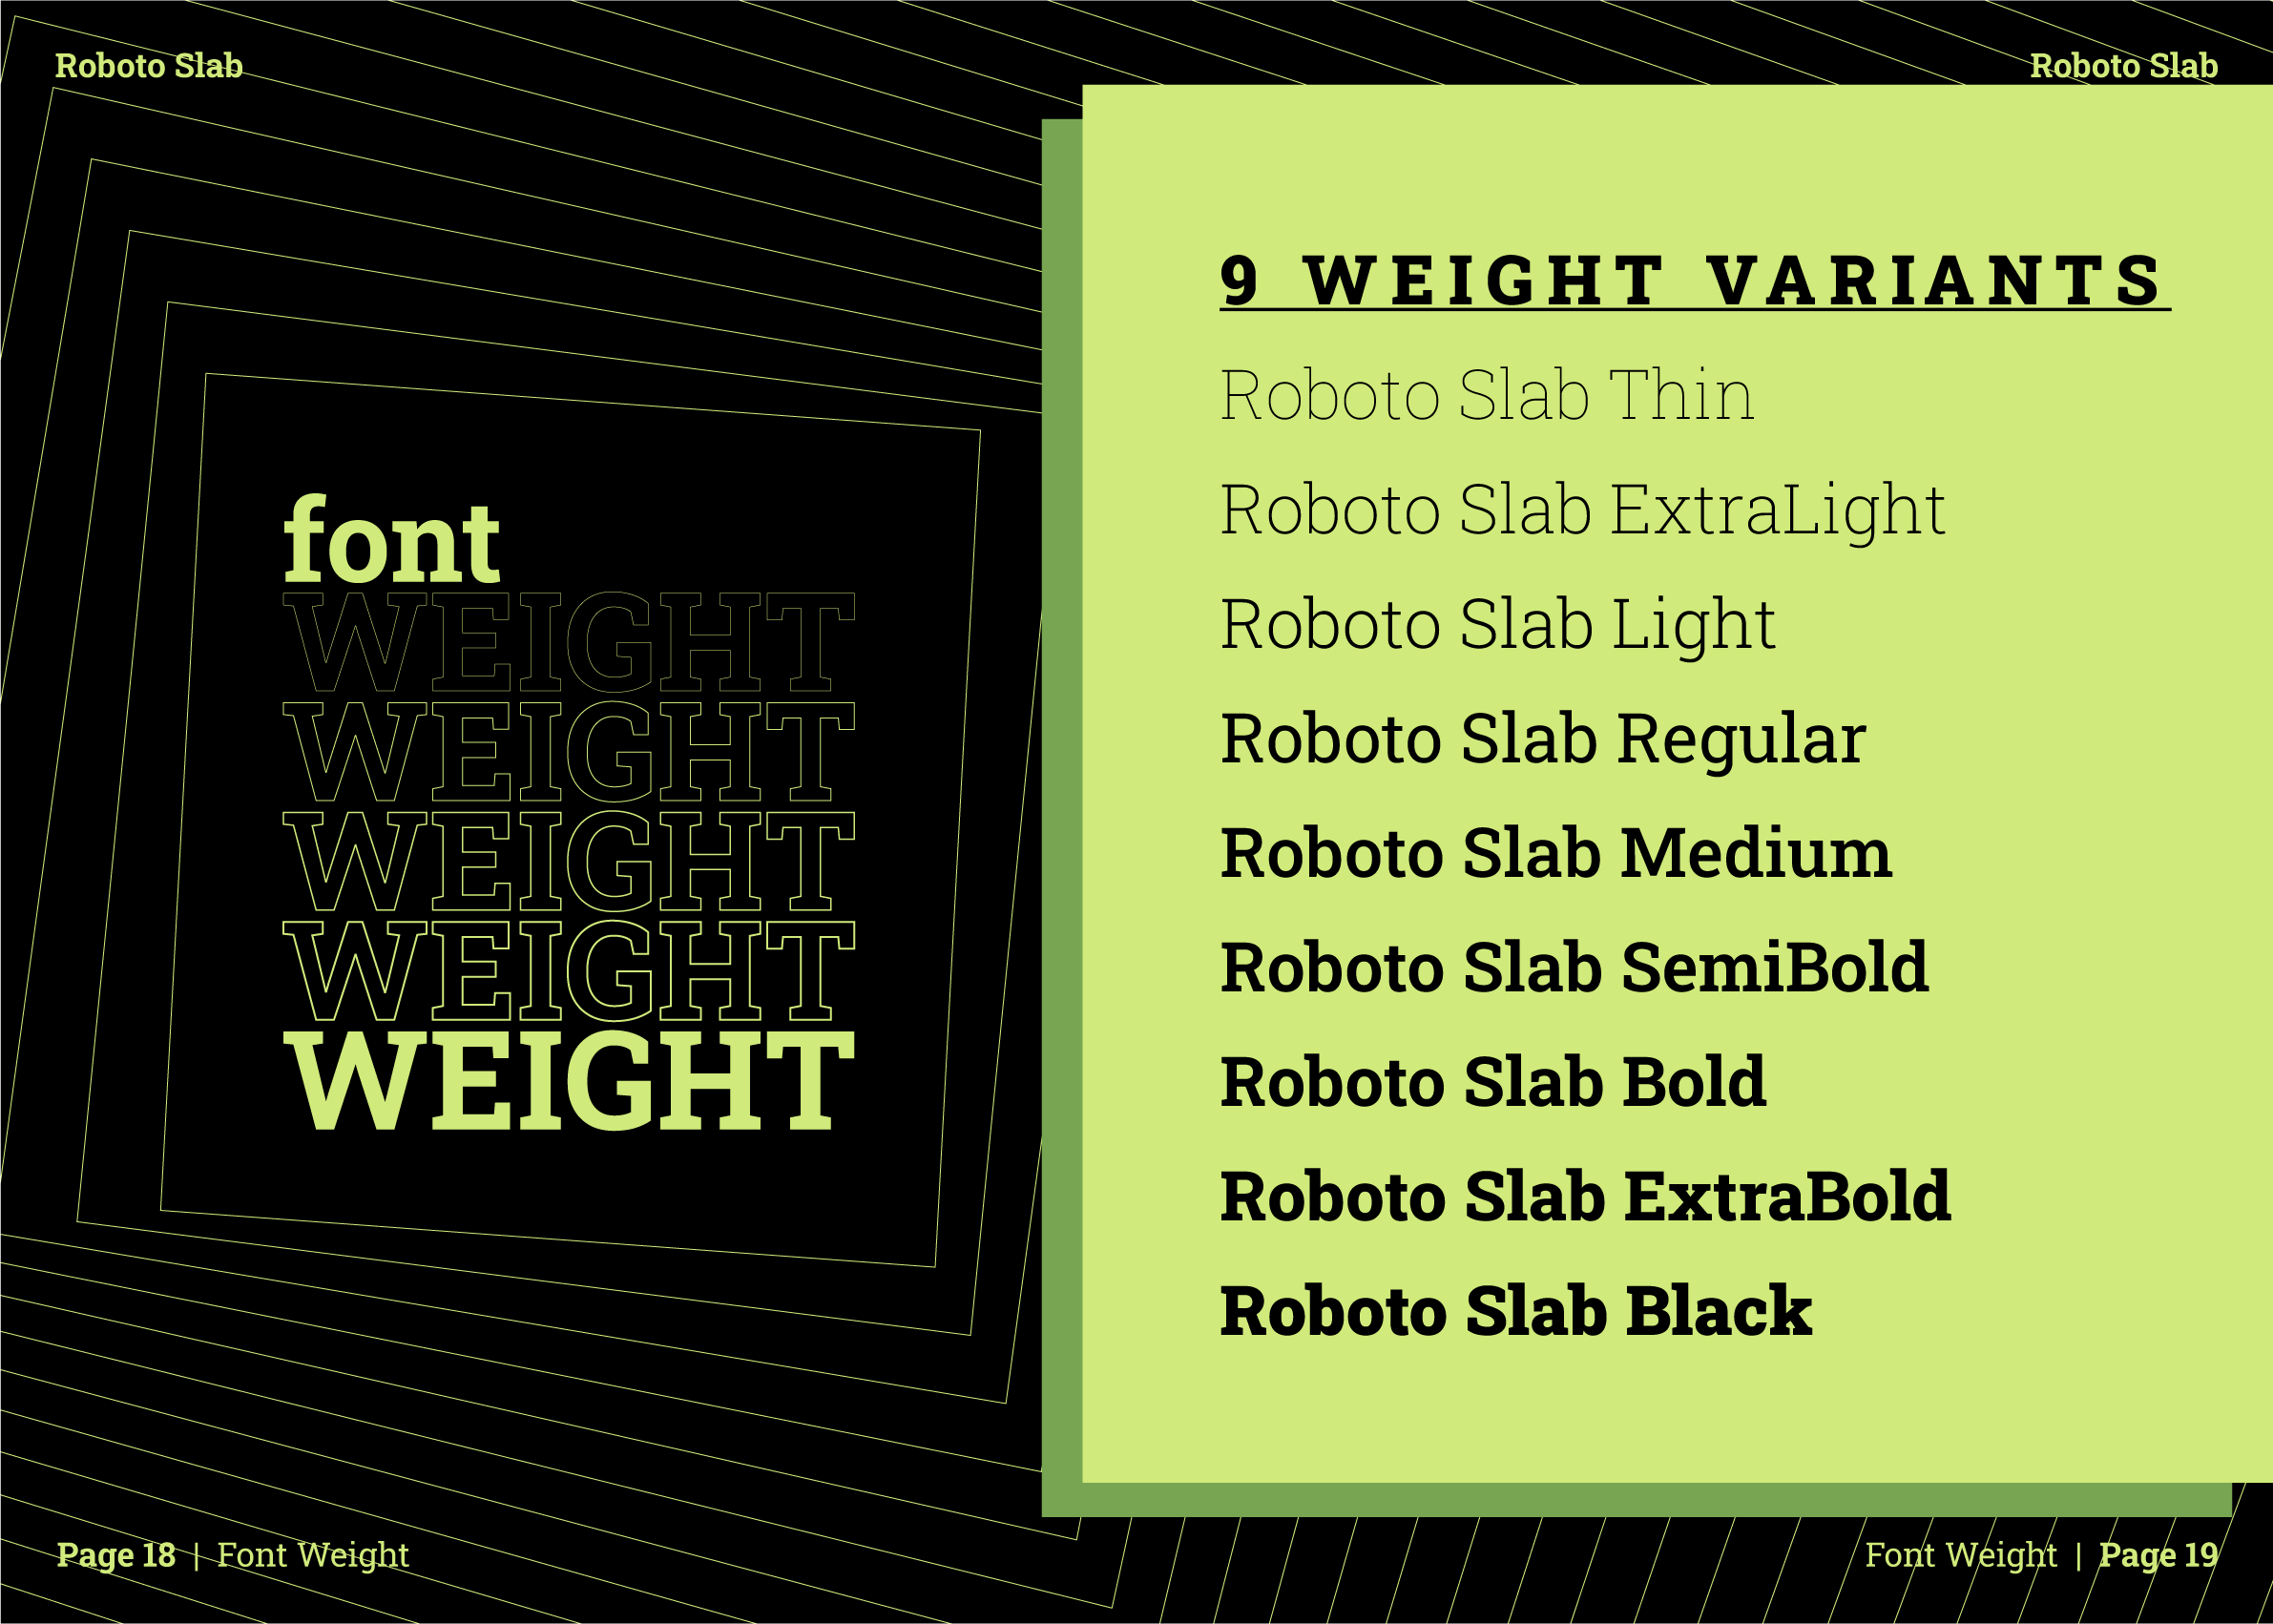 Roboto Slab
Roboto Slab
font
WEIGHT
WEIGHT
WEIGHT
WEIGHT
WEIGHT
9 WEIGHT VARIANTS
Roboto Slab Thin
Roboto Slab ExtraLight
Roboto Slab Light
Roboto Slab Regular
Roboto Slab Medium
Roboto Slab SemiBold
Roboto Slab Bold
Roboto Slab ExtraBold
Roboto Slab Black
Page 18 | Font Weight
Font Weight | Page 19